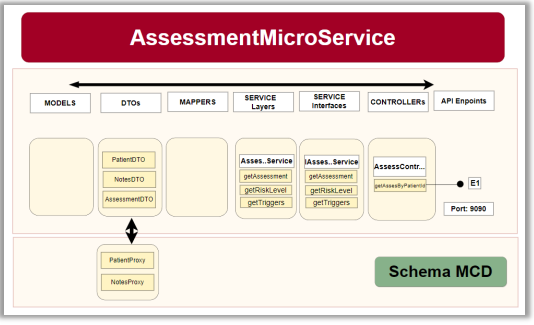 AssessmentMicroService
MODELS
DTOs
MAPPERS
SERVICE
Layers
SERVICE
Interfaces
CONTROLLERs
API Enpoints
PatientDTO
NotesDTO
AssessmentDTO
Asses..Service
getAssessment
getRiskLevel
getTriggers
IAsses..Service
getAssessment
getRiskLevel
getTriggers
AssessContr...
getAssesByPatientId
E1
Port: 9090
PatientProxy
NotesProxy
Schema MCD